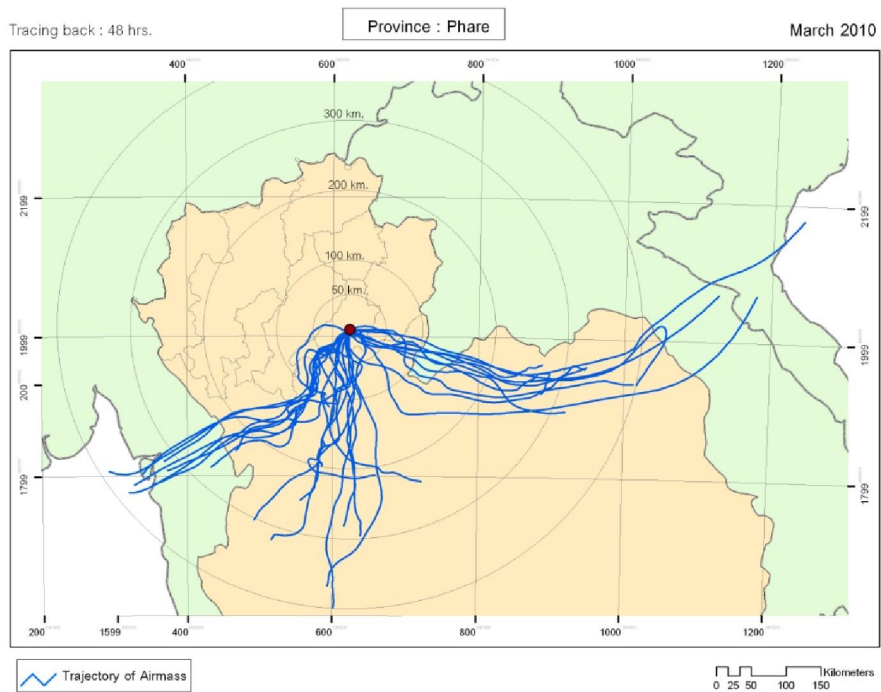 Province : Phare
Tracing back : 48 hrs.
March 2010
400 600 800 1000 1200
300 km.
200 km.
2199 2199
100 km.
50 km.
1999 1999
200
1799 1799
200 1599 400 600 800 1000 1200
Trajectory of Airmass
Kilometers
0 25 50 100 150